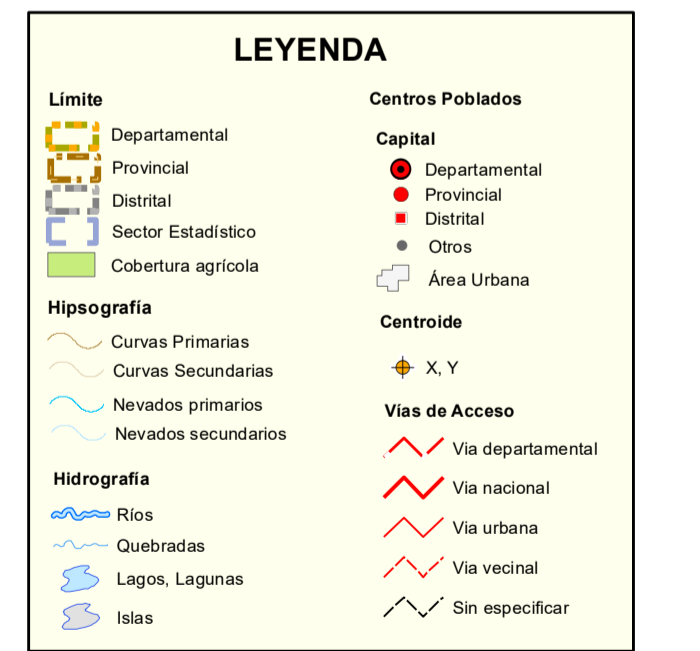 LEYENDA
Límite
Departamental
Provincial
Distrital
Sector Estadístico
Cobertura agrícola
Hipsografía
Curvas Primarias
Curvas Secundarias
Nevados primarios
Nevados secundarios
Hidrografía
Ríos
Quebradas
Lagos, Lagunas
Islas
Centros Poblados
Capital
Departamental
Provincial
Distrital
Otros
Área Urbana
Centroide
X, Y
Vías de Acceso
Via departamental
Via nacional
Via urbana
Via vecinal
Sin especificar